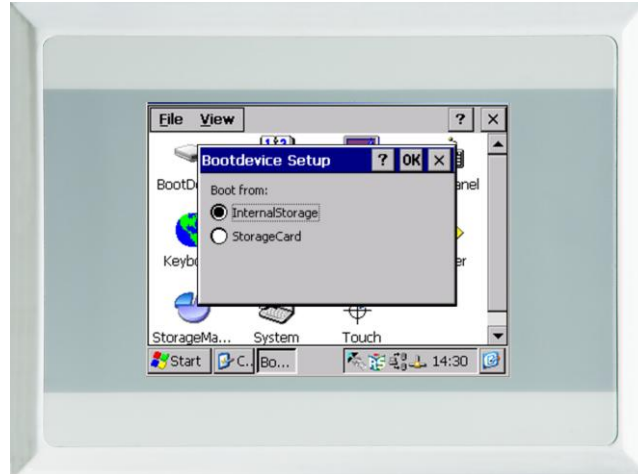 File View ? ×
Bootdevice Setup ? OK ×
BootD
anel
Boot from:
InternalStorage
StorageCard
Keybo
er
StorageMa... System Touch
Start C.. Bo... 14:30